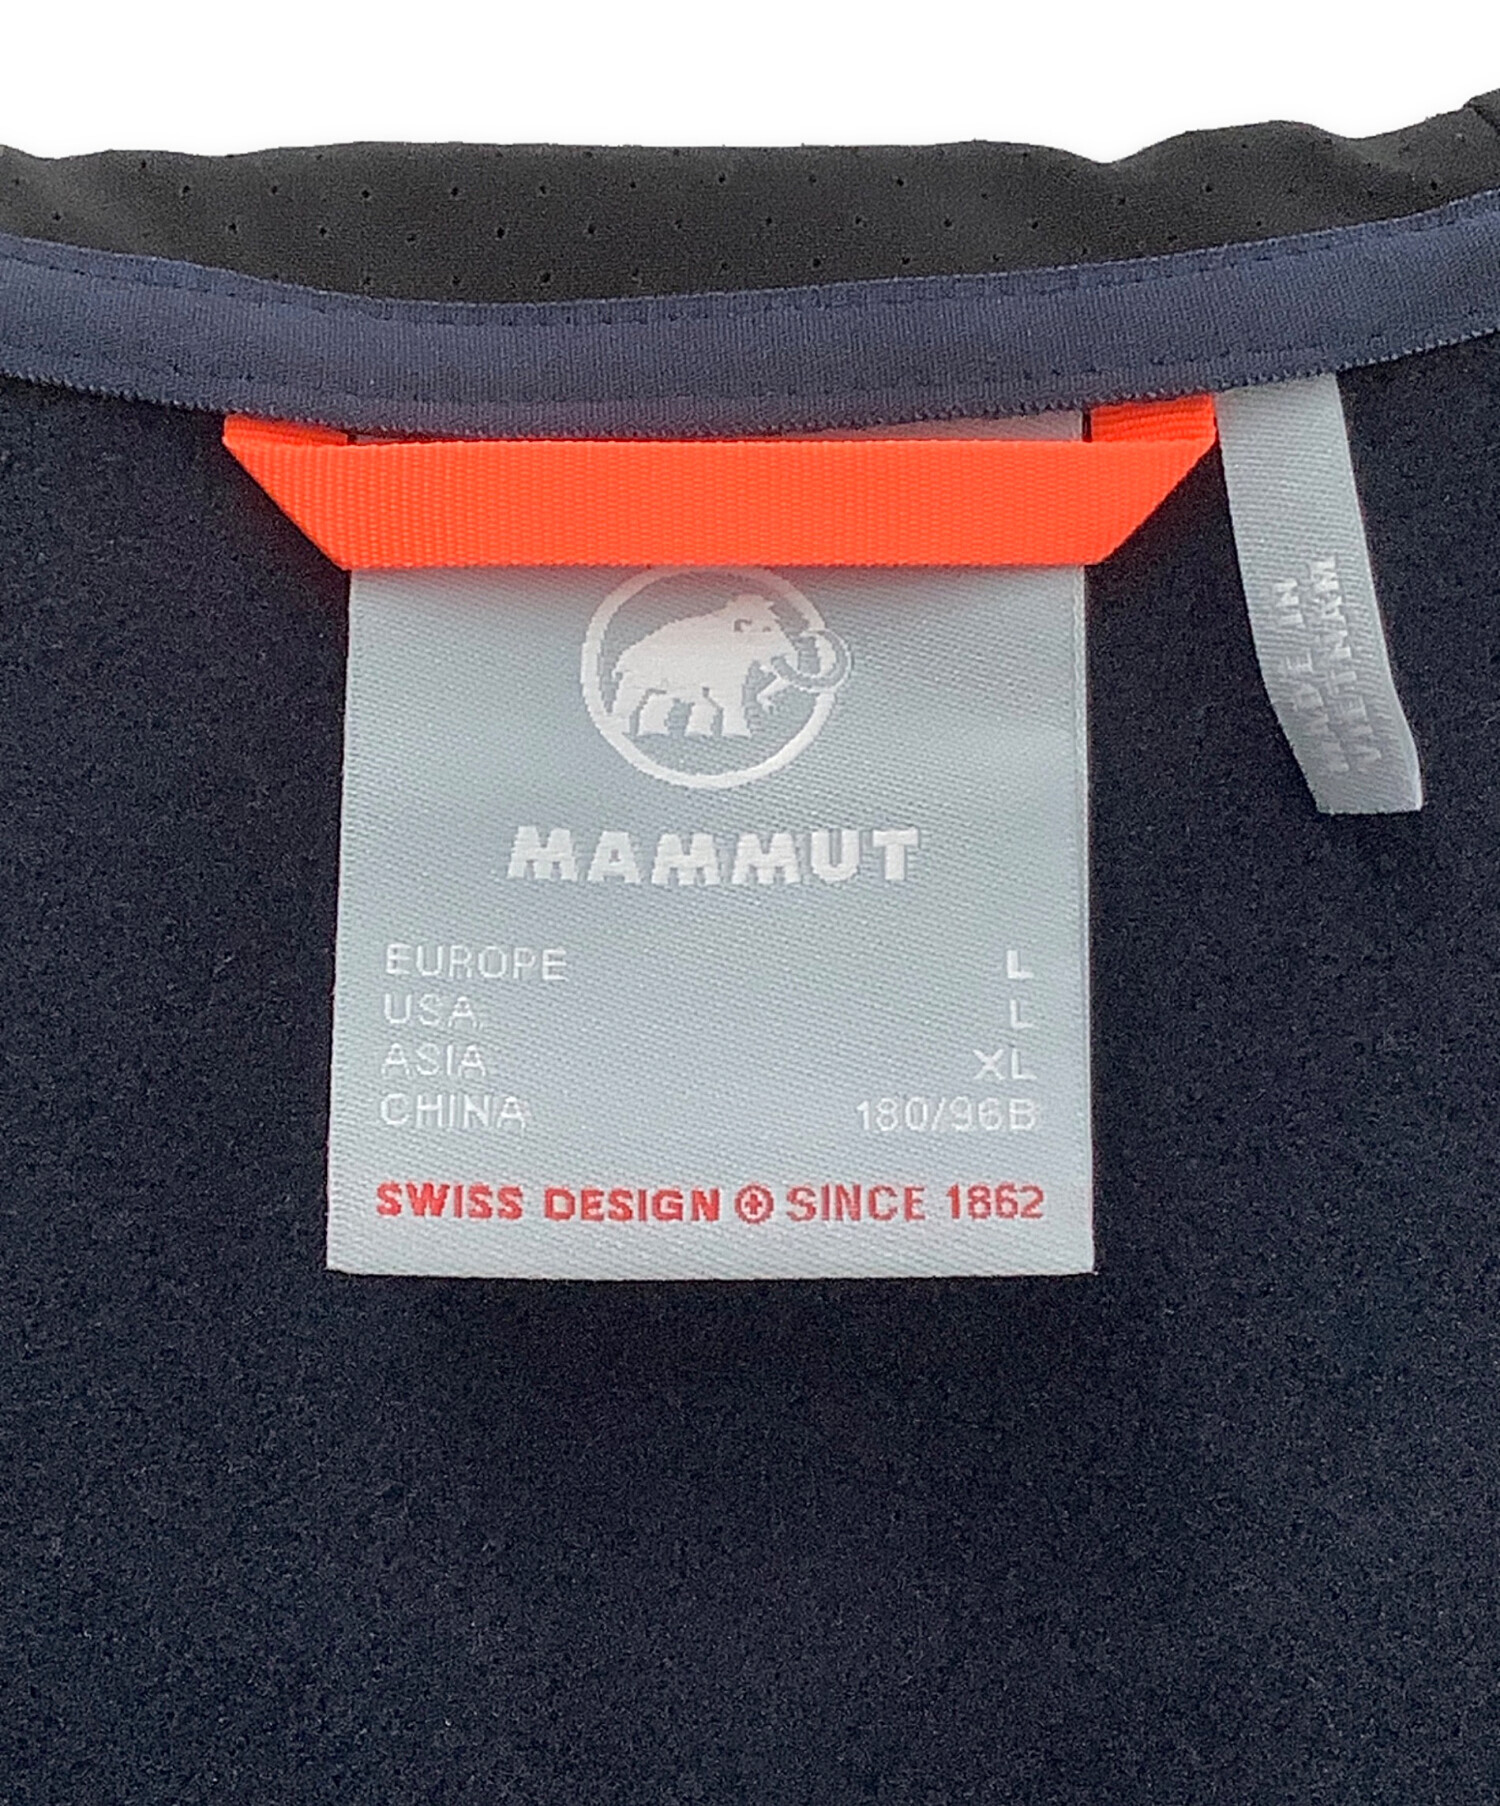 MAMMUT
EUROPE L
USA L
ASIA XL
CHINA 180/96B
SWISS DESIGN SINCE 1862
MADE IN
VIETNAM